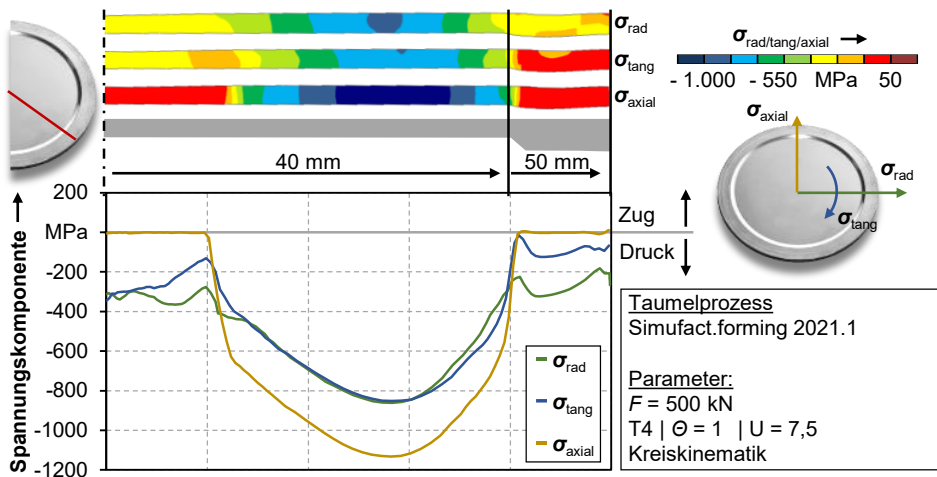 σrad
σtang
σaxial
40 mm
50 mm
σrad/tang/axial
- 1.000 - 550 MPa 50
σaxial
σrad
σtang
Spannungskomponente
200
MPa
-200
-400
-600
-800
-1000
-1200
Zug
Druck
σrad
σtang
σaxial
Taumelprozess
Simufact.forming 2021.1
Parameter:
F = 500 kN
T4 | Θ = 1 | U = 7,5
Kreiskinematik